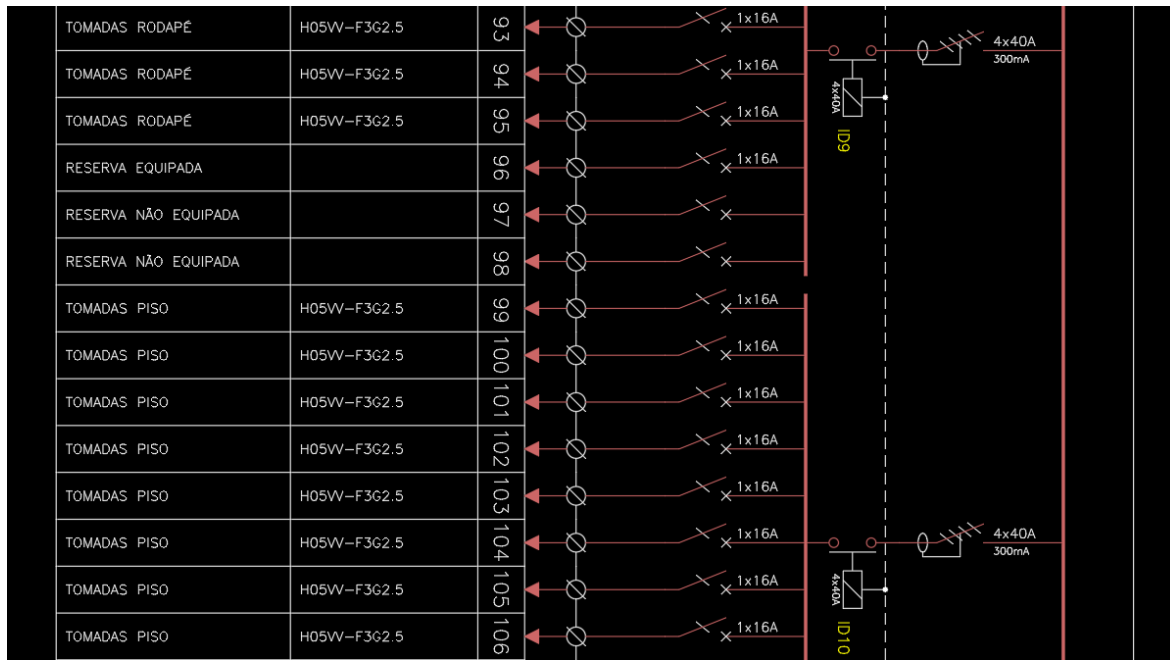 TOMADAS RODAPÉ H05VV-F3G2.5 93 1x16A
4x40A
300mA
TOMADAS RODAPÉ H05VV-F3G2.5 94 1x16A
4x40A
TOMADAS RODAPÉ H05VV-F3G2.5 95 1x16A
ID9
RESERVA EQUIPADA 96 1x16A
RESERVA NÃO EQUIPADA 97
RESERVA NÃO EQUIPADA 98
TOMADAS PISO H05VV-F3G2.5 99 1x16A
TOMADAS PISO H05VV-F3G2.5 100 1x16A
TOMADAS PISO H05VV-F3G2.5 101 1x16A
TOMADAS PISO H05VV-F3G2.5 102 1x16A
TOMADAS PISO H05VV-F3G2.5 103 1x16A
TOMADAS PISO H05VV-F3G2.5 104 1x16A
4x40A
300mA
TOMADAS PISO H05VV-F3G2.5 105 1x16A
4x40A
TOMADAS PISO H05VV-F3G2.5 106 1x16A
ID10